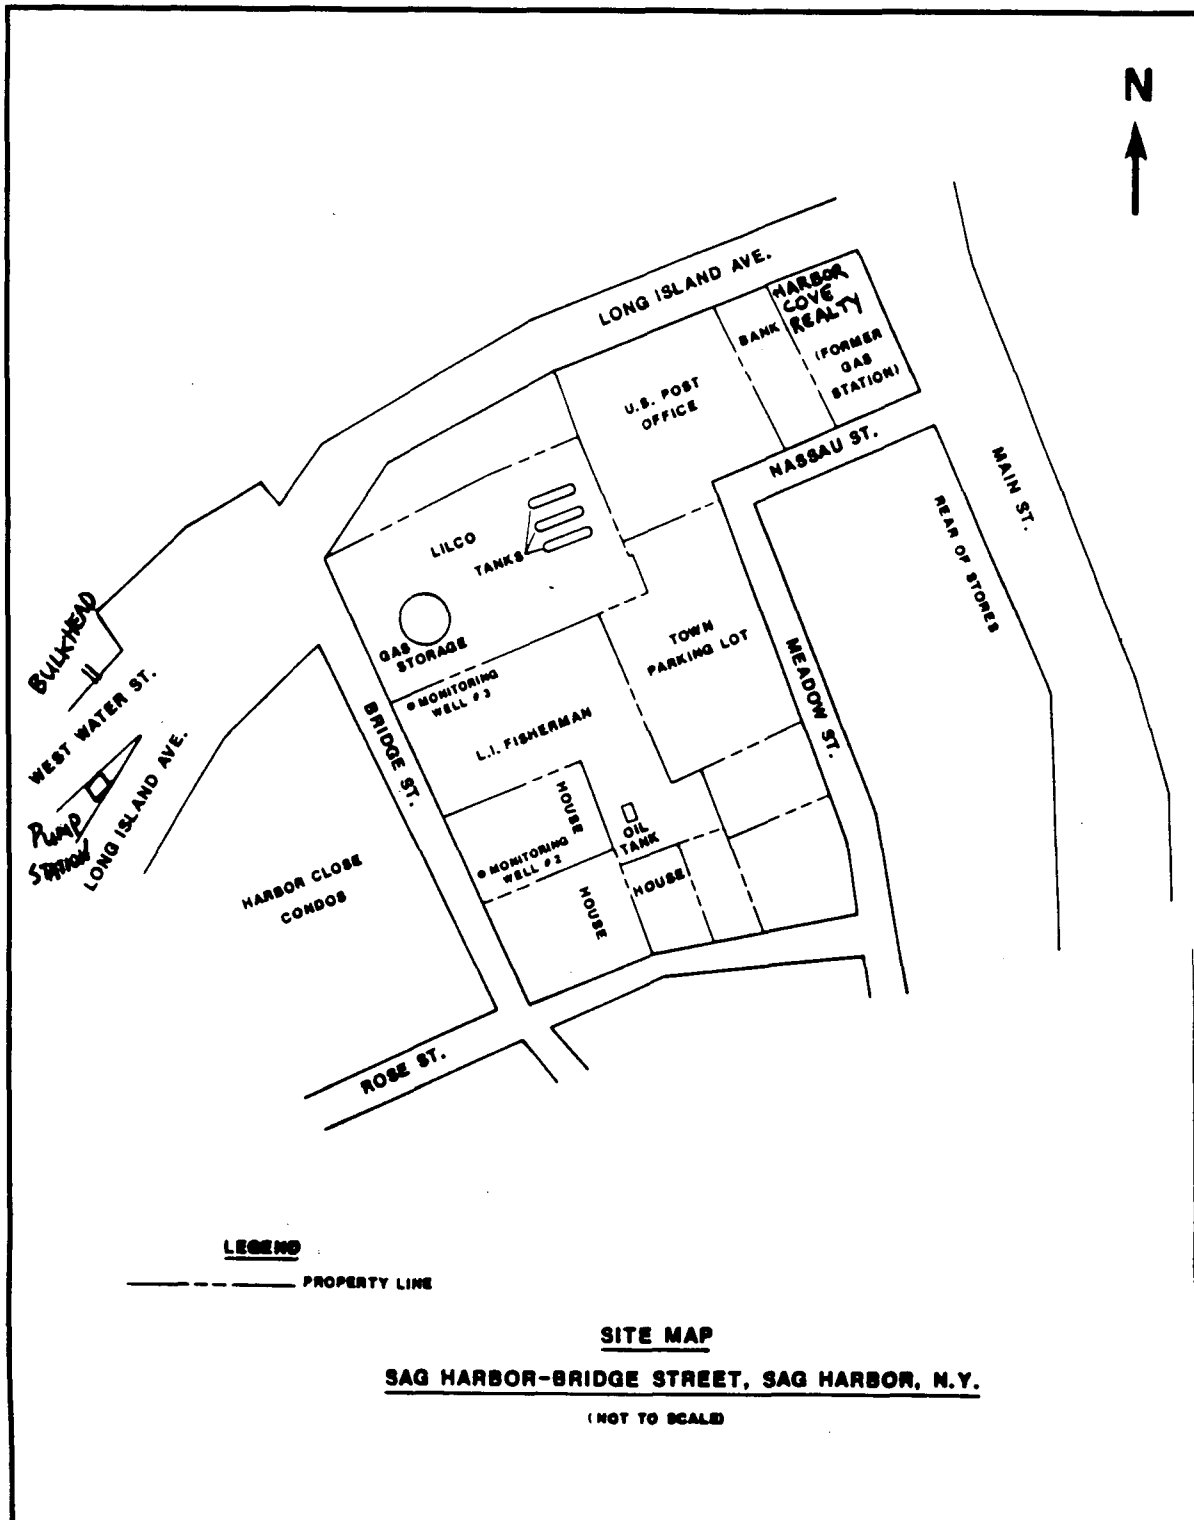 N
LONG ISLAND AVE.
HARBOR
COVE
REALTY
BANK
(FORMER
GAS
STATION)
U.S. POST
OFFICE
NASSAU ST.
MAIN ST.
REAR OF STORES
LILCO
TANKS
GAS
STORAGE
TOWN
PARKING LOT
MEADOW ST.
BULKHEAD
WEST WATER ST.
MONITORING
WELL #3
BRIDGE ST.
L.I. FISHERMAN
LONG ISLAND AVE.
PUMP
STATION
HOUSE
OIL
TANK
MONITORING
WELL #2
HOUSE
HOUSE
HARBOR CLOSE
CONDOS
ROSE ST.
LEGEND
PROPERTY LINE
SITE MAP
SAG HARBOR-BRIDGE STREET, SAG HARBOR, N.Y.
(NOT TO SCALE)